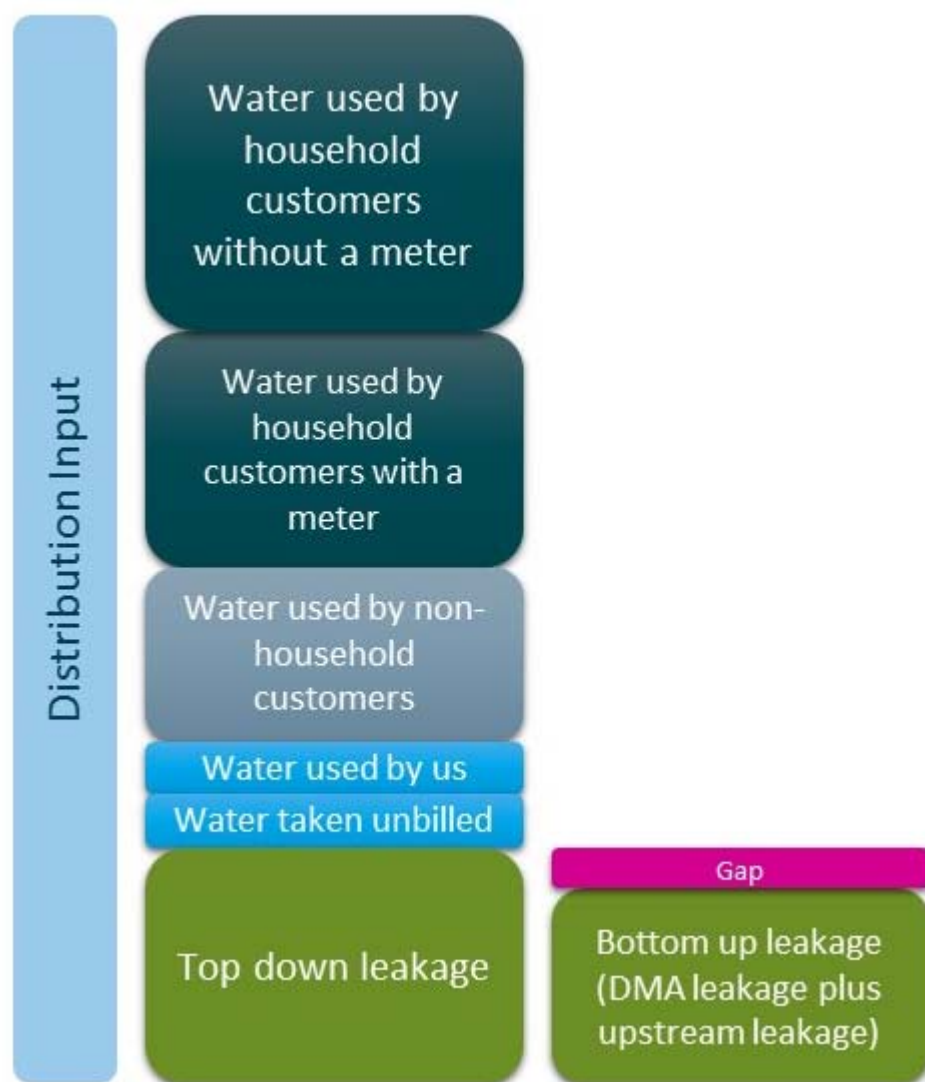 Distribution Input
Water used by
household
customers
without a meter
Water used by
household
customers with a
meter
Water used by non-
household
customers
Water used by us
Water taken unbilled
Top down leakage
Gap
Bottom up leakage
(DMA leakage plus
upstream leakage)